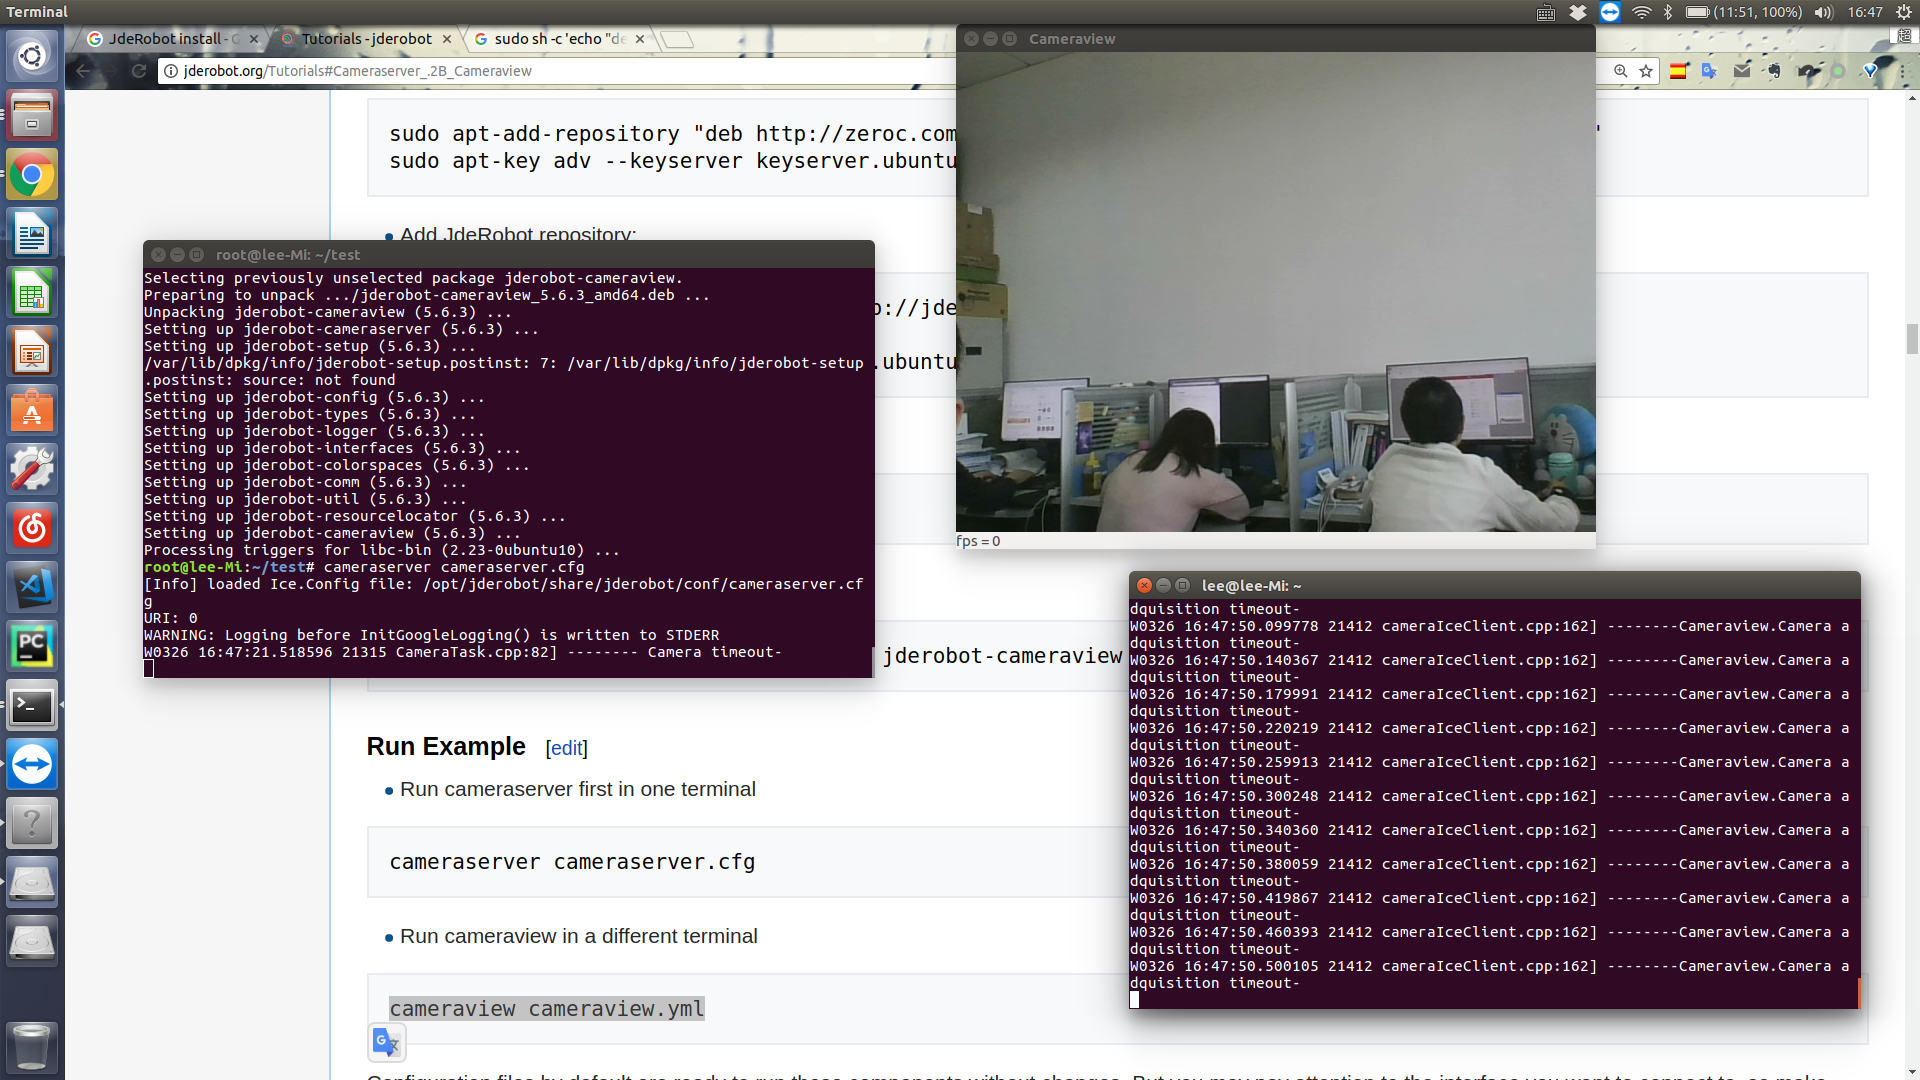 Terminal
(11:51, 100%)
16:47
JdeRobot install - G
Tutorials - jderobot
sudo sh -c 'echo "de
jderobot.org/Tutorials#Cameraserver_.2B_Cameraview
超
sudo apt-add-repository "deb http://zeroc.com
sudo apt-key adv --keyserver keyserver.ubuntu
Add JdeRobot repository:
p://jde
.ubuntu
root@lee-Mi: ~/test
Selecting previously unselected package jderobot-cameraview.
Preparing to unpack .../jderobot-cameraview_5.6.3_amd64.deb ...
Unpacking jderobot-cameraview (5.6.3) ...
Setting up jderobot-cameraserver (5.6.3) ...
Setting up jderobot-setup (5.6.3) ...
/var/lib/dpkg/info/jderobot-setup.postinst: 7: /var/lib/dpkg/info/jderobot-setup
.postinst: source: not found
Setting up jderobot-config (5.6.3) ...
Setting up jderobot-types (5.6.3) ...
Setting up jderobot-logger (5.6.3) ...
Setting up jderobot-interfaces (5.6.3) ...
Setting up jderobot-colorspaces (5.6.3) ...
Setting up jderobot-comm (5.6.3) ...
Setting up jderobot-util (5.6.3) ...
Setting up jderobot-resourcelocator (5.6.3) ...
Setting up jderobot-cameraview (5.6.3) ...
Processing triggers for libc-bin (2.23-0ubuntu10) ...
root@lee-Mi:~/test# cameraserver cameraserver.cfg
[Info] loaded Ice.Config file: /opt/jderobot/share/jderobot/conf/cameraserver.cf
g
URI: 0
WARNING: Logging before InitGoogleLogging() is written to STDERR
W0326 16:47:21.518596 21315 CameraTask.cpp:82] -------- Camera timeout-
jderobot-cameraview
Run Example [edit]
Run cameraserver first in one terminal
cameraserver cameraserver.cfg
Run cameraview in a different terminal
cameraview cameraview.yml
Cameraview
fps = 0
lee@lee-Mi: ~
dquisition timeout-
W0326 16:47:50.099778 21412 cameraIceClient.cpp:162] --------Cameraview.Camera a
dquisition timeout-
W0326 16:47:50.140367 21412 cameraIceClient.cpp:162] --------Cameraview.Camera a
dquisition timeout-
W0326 16:47:50.179991 21412 cameraIceClient.cpp:162] --------Cameraview.Camera a
dquisition timeout-
W0326 16:47:50.220219 21412 cameraIceClient.cpp:162] --------Cameraview.Camera a
dquisition timeout-
W0326 16:47:50.259913 21412 cameraIceClient.cpp:162] --------Cameraview.Camera a
dquisition timeout-
W0326 16:47:50.300248 21412 cameraIceClient.cpp:162] --------Cameraview.Camera a
dquisition timeout-
W0326 16:47:50.340360 21412 cameraIceClient.cpp:162] --------Cameraview.Camera a
dquisition timeout-
W0326 16:47:50.380059 21412 cameraIceClient.cpp:162] --------Cameraview.Camera a
dquisition timeout-
W0326 16:47:50.419867 21412 cameraIceClient.cpp:162] --------Cameraview.Camera a
dquisition timeout-
W0326 16:47:50.460393 21412 cameraIceClient.cpp:162] --------Cameraview.Camera a
dquisition timeout-
W0326 16:47:50.500105 21412 cameraIceClient.cpp:162] --------Cameraview.Camera a
dquisition timeout-